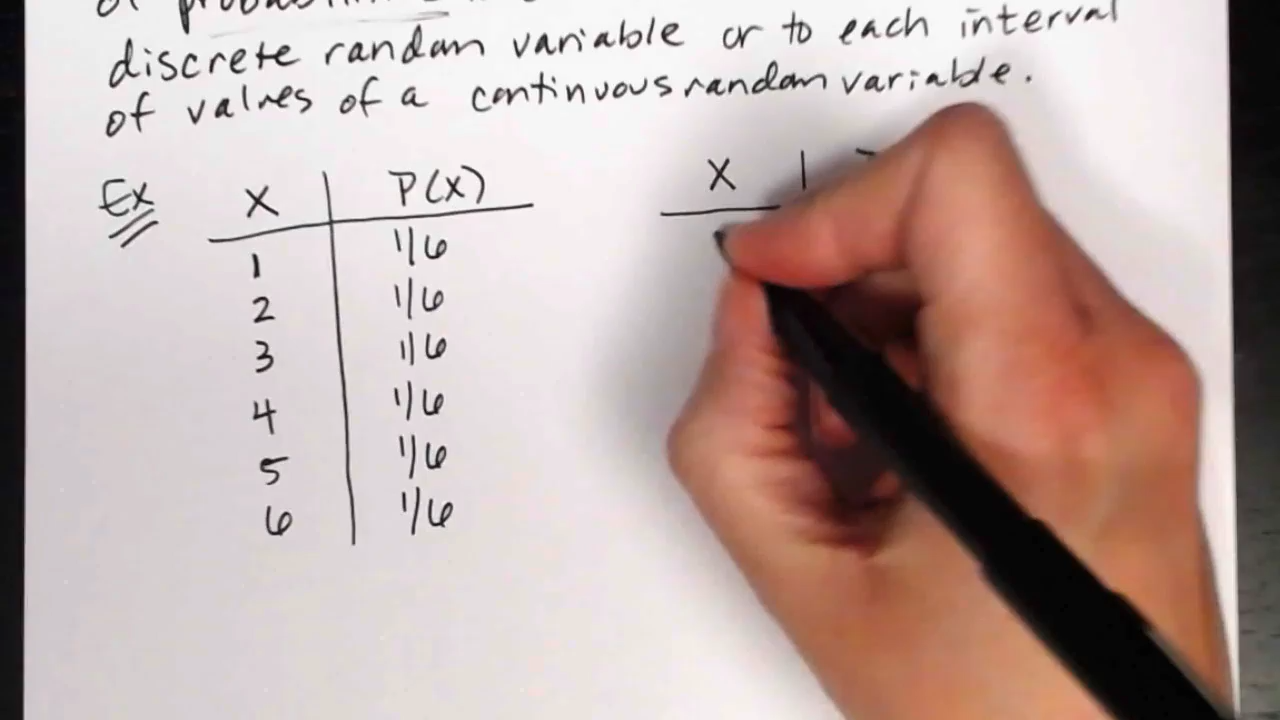 of
discrete random variable or to each interval
of values of a continuous random variable.
Ex
X P(X)
1 1/6
2 1/6
3 1/6
4 1/6
5 1/6
6 1/6
X